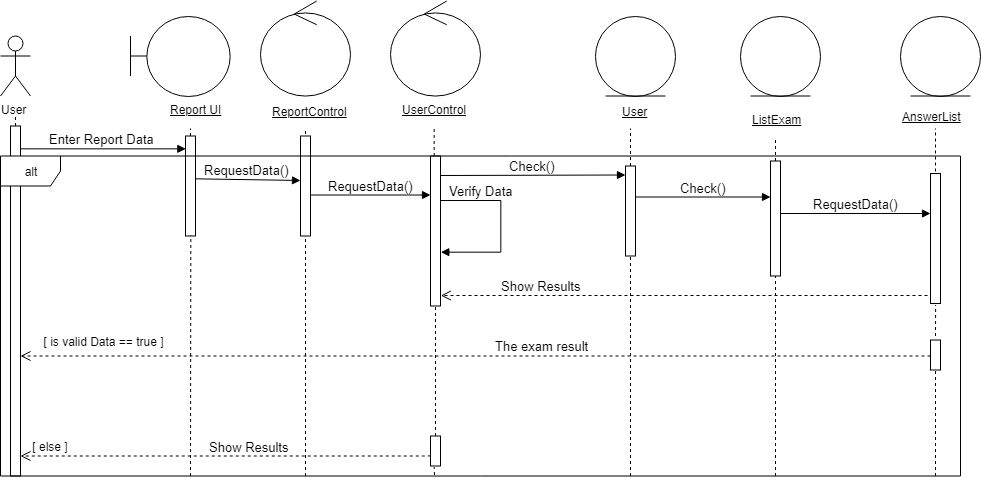 User
Report UI
ReportControl
UserControl
User
ListExam
AnswerList
Enter Report Data
alt
RequestData()
RequestData()
Check()
Verify Data
Check()
RequestData()
Show Results
[ is valid Data == true ]
The exam result
[ else ]
Show Results